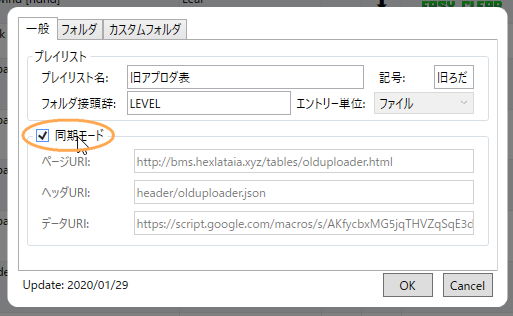 一般 フォルダ カスタムフォルダ
プレイリスト
プレイリスト名: 旧アプロダ表 記号: 旧ろだ
フォルダ接頭辞: LEVEL エントリー単位: ファイル
同期モード
ページURI: http://bms.hexlataia.xyz/tables/olduploader.html
ヘッダURI: header/olduploader.json
データURI: https://script.google.com/macros/s/AKfycbxMG5jqTHVZqSqE3d
Update: 2020/01/29 OK Cancel